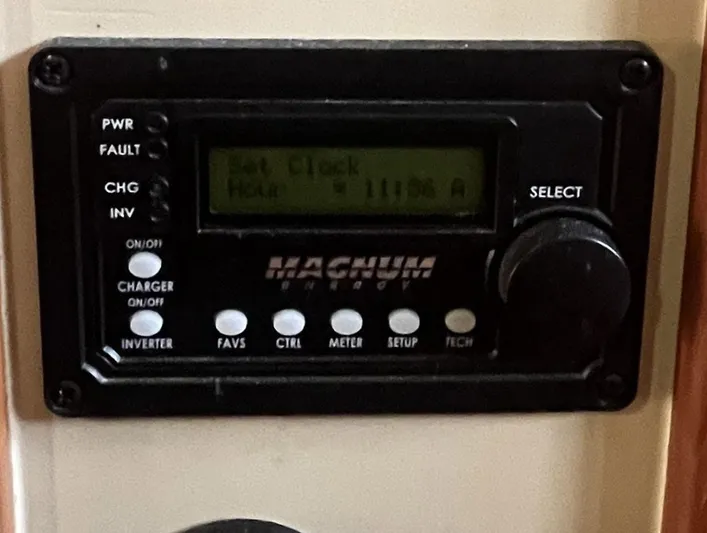 PWR
FAULT
CHG
INV
Set Clock
Hour = 11:36 A
SELECT
ON/OFF
CHARGER
ON/OFF
INVERTER
MAGNUM
ENERGY
FAVS
CTRL
METER
SETUP
TECH